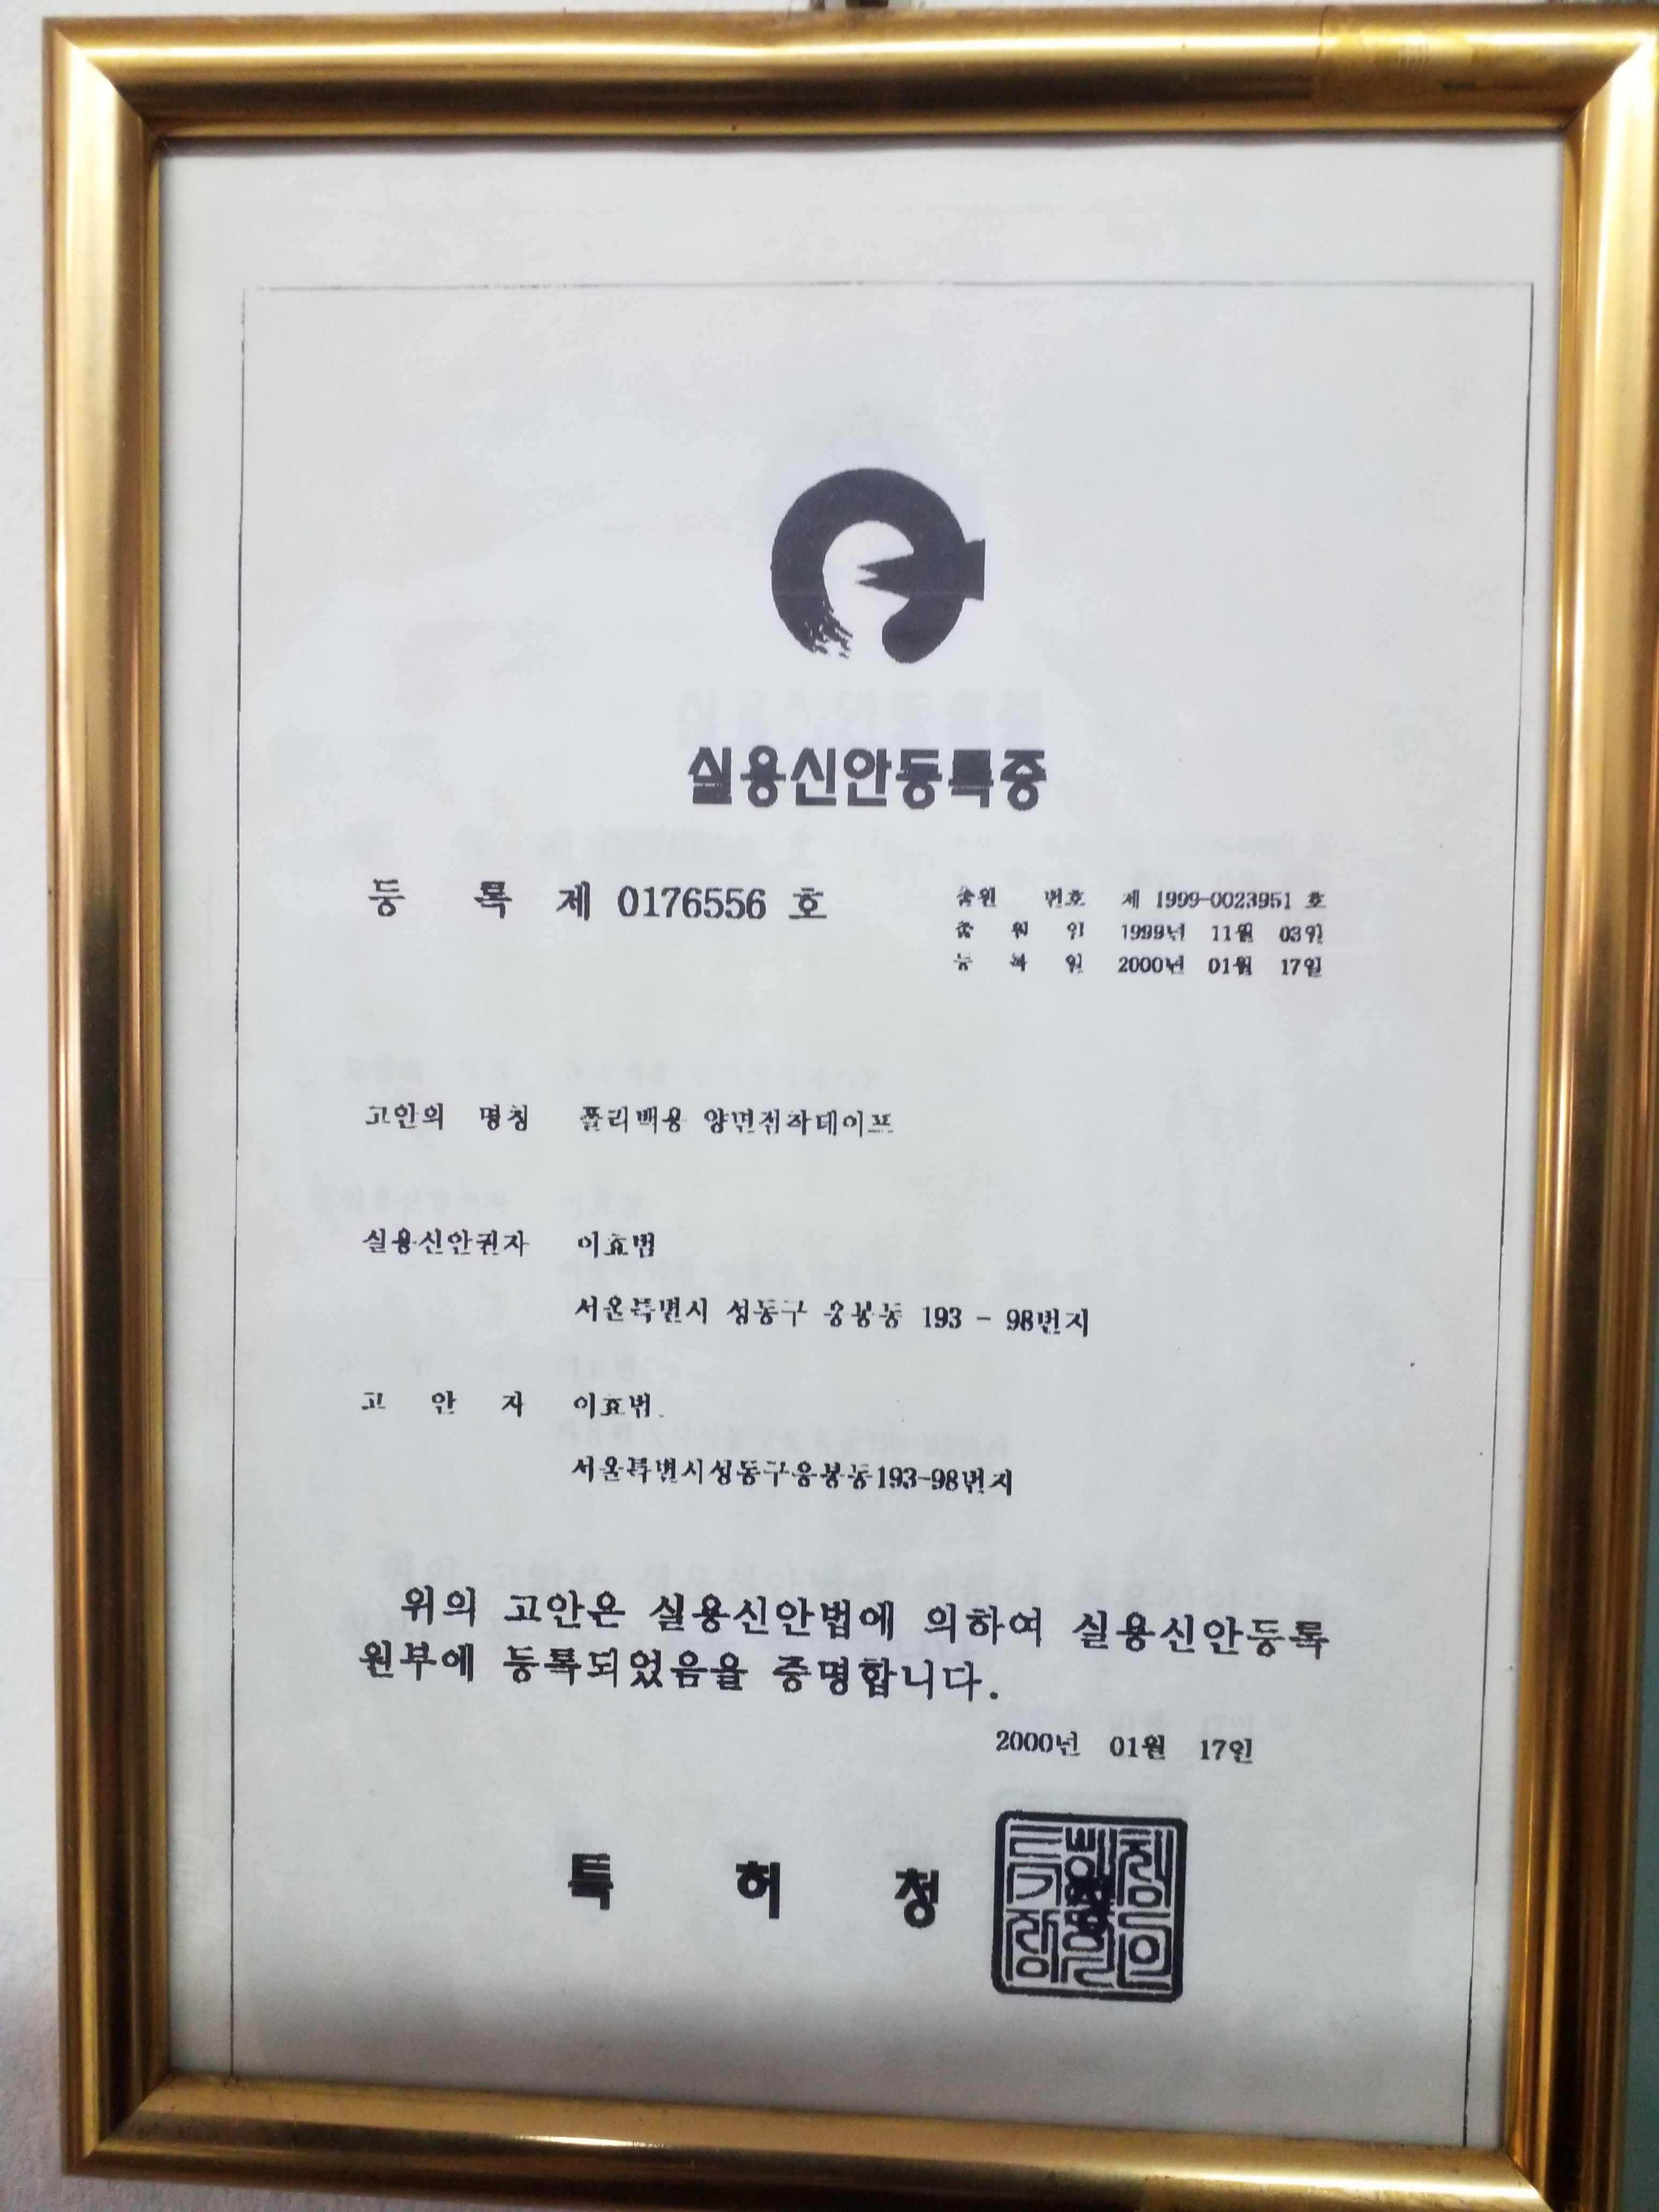 실용신안등록증
등 록 제 0176556 호
출원 번호 제 1999-0023951 호
출 원 일 1999년 11월 03일
등 록 일 2000년 01월 17일
고안의 명칭 폴리백용 양면점착테이프
실용신안권자 이효범
서울특별시 성동구 응봉동 193 - 98번지
고 안 자 이효범
서울특별시성동구응봉동193-98번지
위의 고안은 실용신안법에 의하여 실용신안등록
원부에 등록되었음을 증명합니다.
2000년 01월 17일
특 허 청